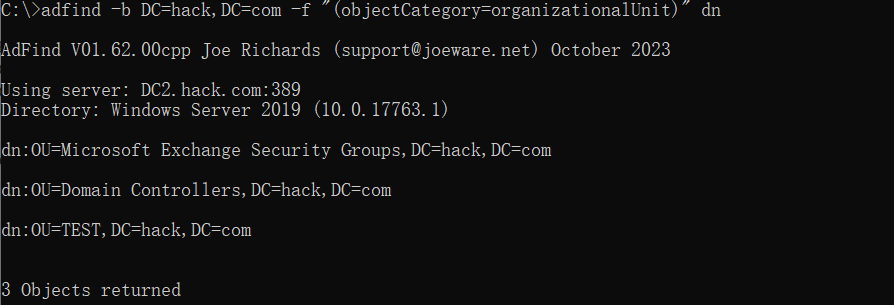 C:\>adfind -b DC=hack,DC=com -f "(objectCategory=organizationalUnit)" dn
AdFind V01.62.00cpp Joe Richards (support@joeware.net) October 2023
Using server: DC2.hack.com:389
Directory: Windows Server 2019 (10.0.17763.1)
dn:OU=Microsoft Exchange Security Groups,DC=hack,DC=com
dn:OU=Domain Controllers,DC=hack,DC=com
dn:OU=TEST,DC=hack,DC=com
3 Objects returned